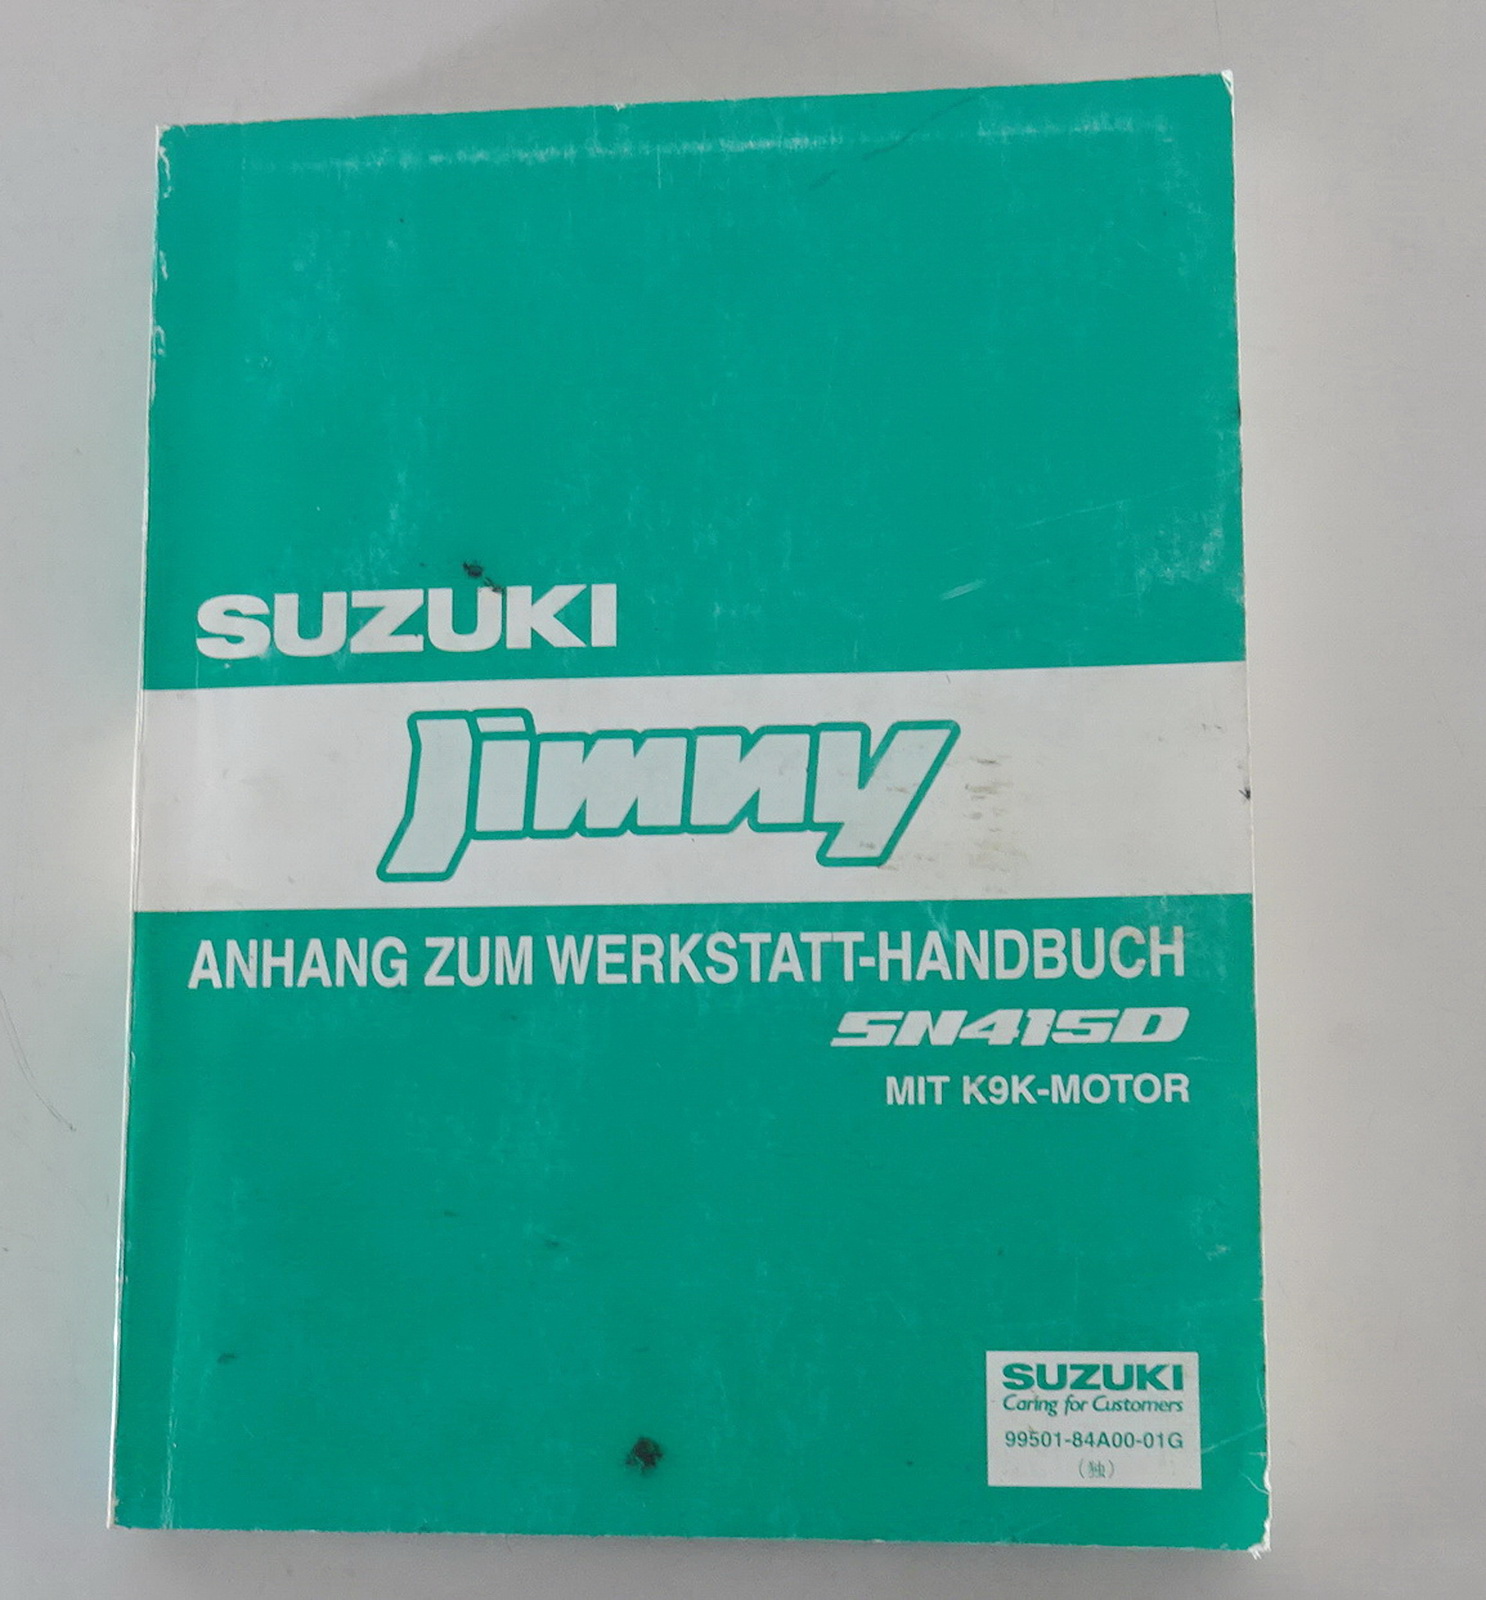 SUZUKI
Jimny
ANHANG ZUM WERKSTATT-HANDBUCH
SN415D
MIT K9K-MOTOR
SUZUKI
Caring for Customers
99501-84A00-01G
(独)